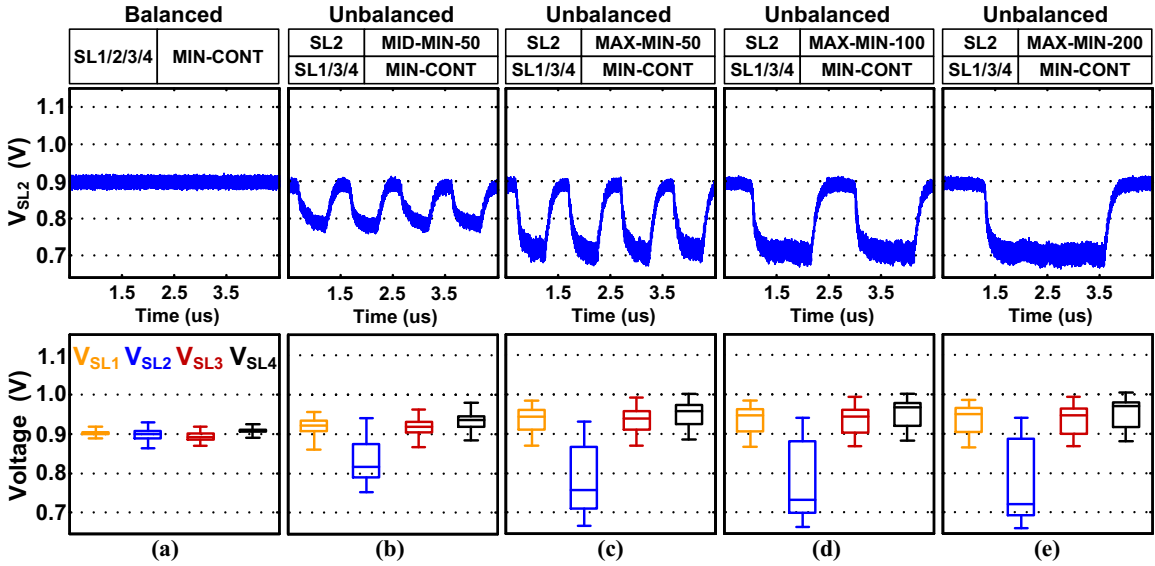 Balanced Unbalanced Unbalanced Unbalanced Unbalanced
SL1/2/3/4 MIN-CONT SL2 MID-MIN-50 SL2 MAX-MIN-50 SL2 MAX-MIN-100 SL2 MAX-MIN-200
SL1/3/4 MIN-CONT SL1/3/4 MIN-CONT SL1/3/4 MIN-CONT SL1/3/4 MIN-CONT
VSL2 (V)
1.1
1.0
0.9
0.8
0.7
1.5 2.5 3.5 1.5 2.5 3.5 1.5 2.5 3.5 1.5 2.5 3.5 1.5 2.5 3.5
Time (us) Time (us) Time (us) Time (us) Time (us)
Voltage (V)
1.1
1.0
0.9
0.8
0.7
VSL1 VSL2 VSL3 VSL4
(a) (b) (c) (d) (e)